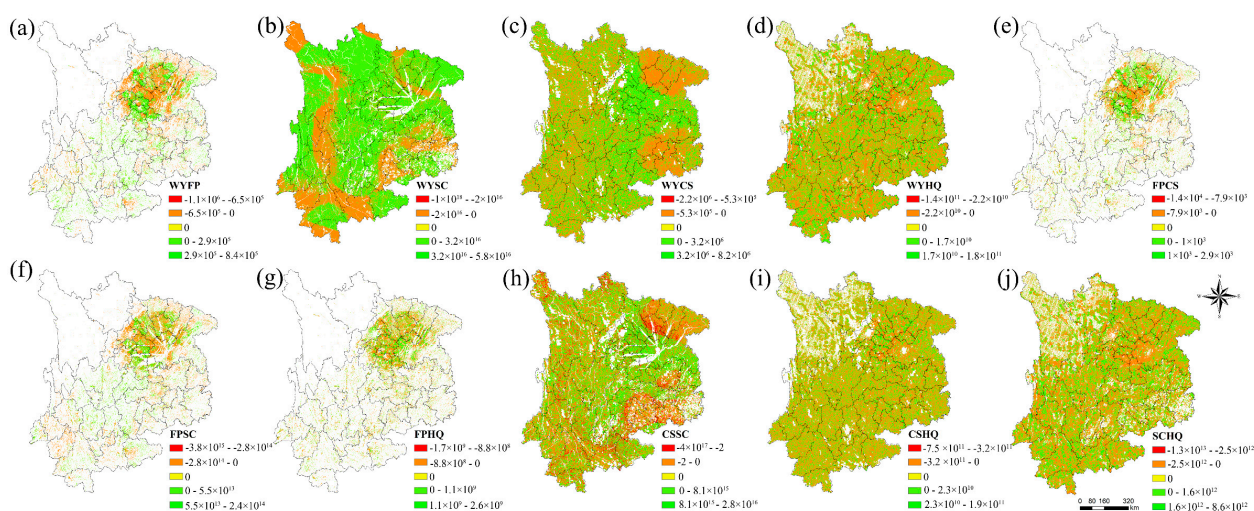 (a)
WYFP
-1.1×10⁶ - -6.5×10⁵
-6.5×10⁵ - 0
0
0 - 2.9×10⁵
2.9×10⁵ - 8.4×10⁵
(b)
WYSC
-1×10¹⁸ - -2×10¹⁶
-2×10¹⁶ - 0
0
0 - 3.2×10¹⁶
3.2×10¹⁶ - 5.8×10¹⁶
(c)
WYCS
-2.2×10⁶ - -5.3×10⁵
-5.3×10⁵ - 0
0
0 - 3.2×10⁶
3.2×10⁶ - 8.2×10⁶
(d)
WYHQ
-1.4×10¹¹ - -2.2×10¹⁰
-2.2×10¹⁰ - 0
0
0 - 1.7×10¹⁰
1.7×10¹⁰ - 1.8×10¹¹
(e)
FPCS
-1.4×10⁴ - -7.9×10³
-7.9×10³ - 0
0
0 - 1×10³
1×10³ - 2.9×10³
(f)
FPSC
-3.8×10¹⁵ - -2.8×10¹⁴
-2.8×10¹⁴ - 0
0
0 - 5.5×10¹³
5.5×10¹³ - 2.4×10¹⁴
(g)
FPHQ
-1.7×10⁹ - -8.8×10⁸
-8.8×10⁸ - 0
0
0 - 1.1×10⁹
1.1×10⁹ - 2.6×10⁹
(h)
CSSC
-4×10¹⁷ - -2
-2 - 0
0
0 - 8.1×10¹⁵
8.1×10¹⁵ - 2.8×10¹⁶
(i)
CSHQ
-7.5 ×10¹¹ - -3.2×10¹¹
-3.2×10¹¹ - 0
0
0 - 2.3×10¹⁰
2.3×10¹⁰ - 1.9×10¹¹
(j)
N
W E
S
SCHQ
-1.3×10¹³ - -2.5×10¹²
-2.5×10¹² - 0
0
0 - 1.6×10¹²
1.6×10¹² - 8.6×10¹²
0 80 160 320
km